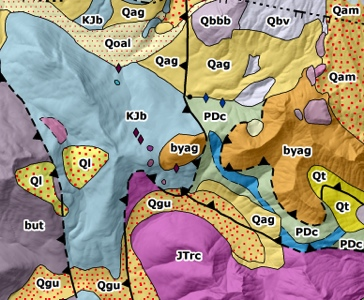 Qag
KJb
Qbbb
Qbv
Qam
Qoal
Qag
Qag
Qam
KJb
PDc
byag
byag
Ql
Ql
Qt
Qgu
Qt
Qag
but
PDc
PDc
JTrc
Qgu
Qgu